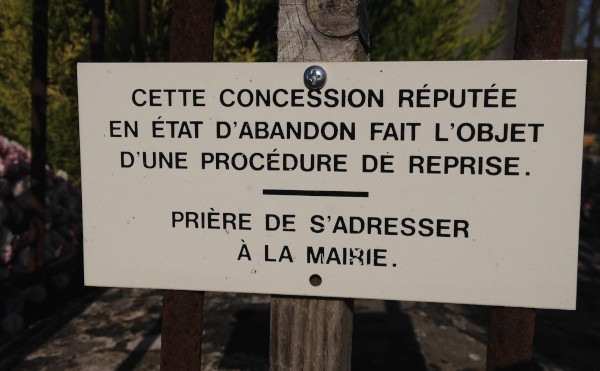 CETTE CONCESSION RÉPUTÉE
EN ÉTAT D'ABANDON FAIT L'OBJET
D'UNE PROCÉDURE DE REPRISE.
PRIÈRE DE S'ADRESSER
À LA MAIRIE.